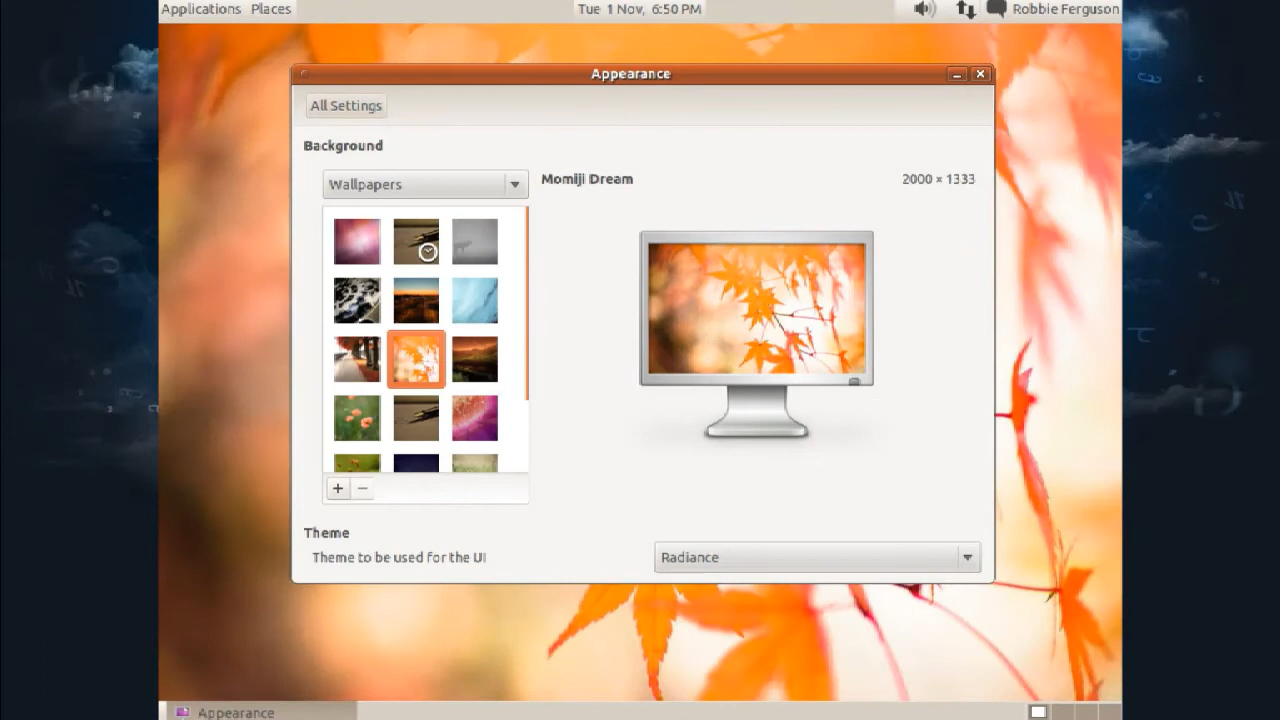 Applications Places Tue 1 Nov, 6:50 PM Robbie Ferguson
Appearance
All Settings
Background
Wallpapers
Momiji Dream 2000 × 1333
+ −
Theme
Theme to be used for the UI Radiance
Appearance